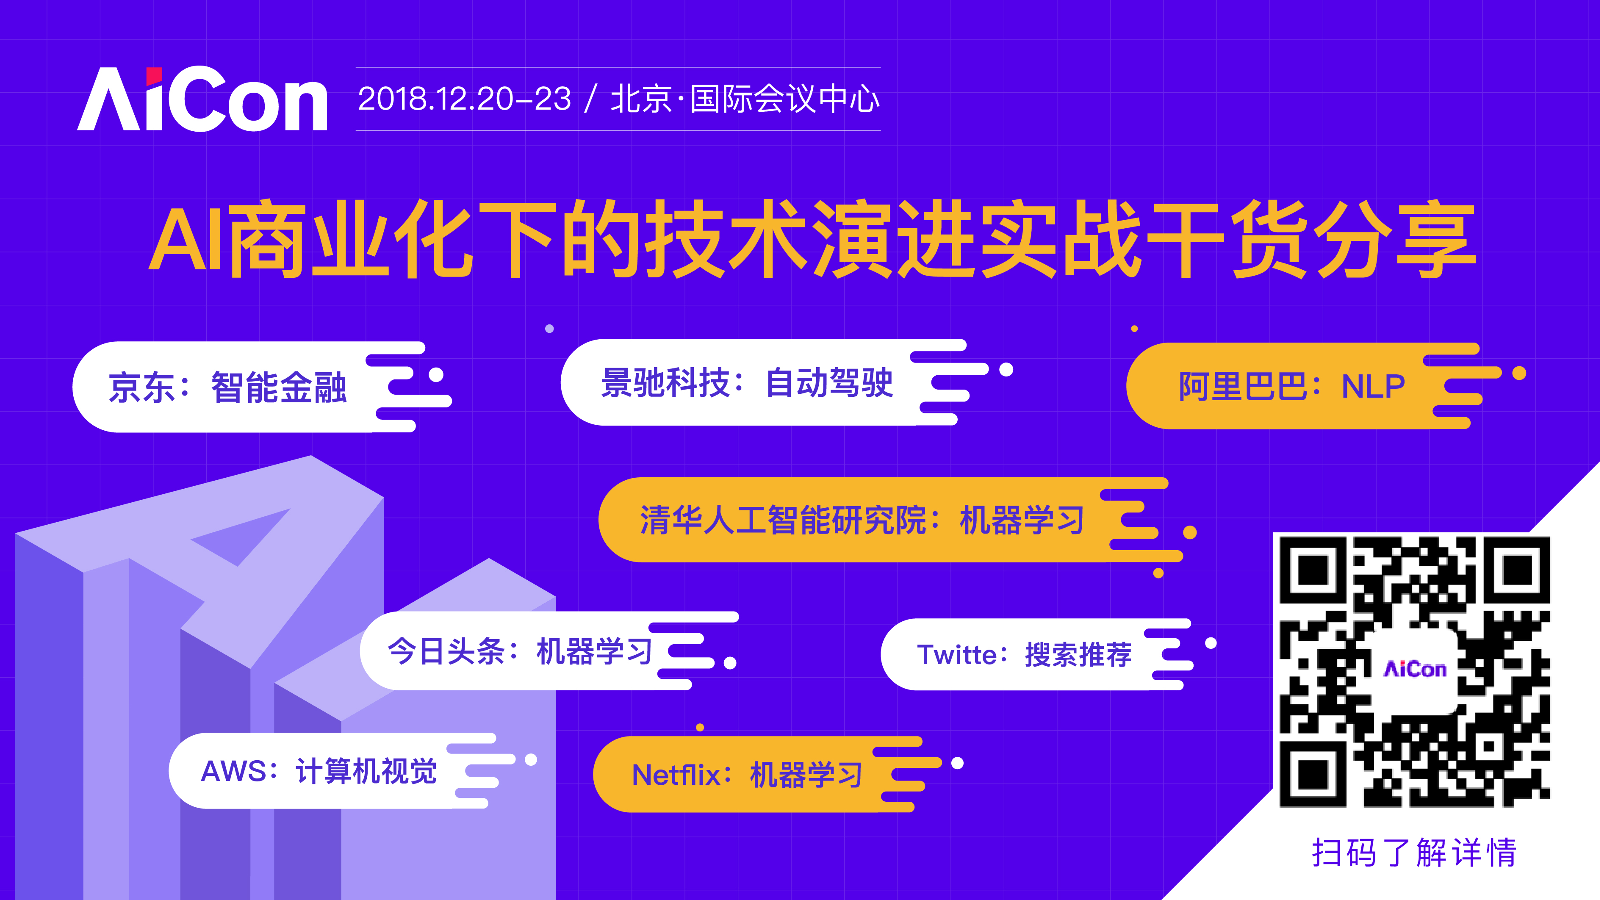 AiCon
2018.12.20-23 / 北京·国际会议中心
AI商业化下的技术演进实战干货分享
京东：智能金融
景驰科技：自动驾驶
阿里巴巴：NLP
清华人工智能研究院：机器学习
今日头条：机器学习
Twitte：搜索推荐
AWS：计算机视觉
Netflix：机器学习
AiCon
扫码了解详情